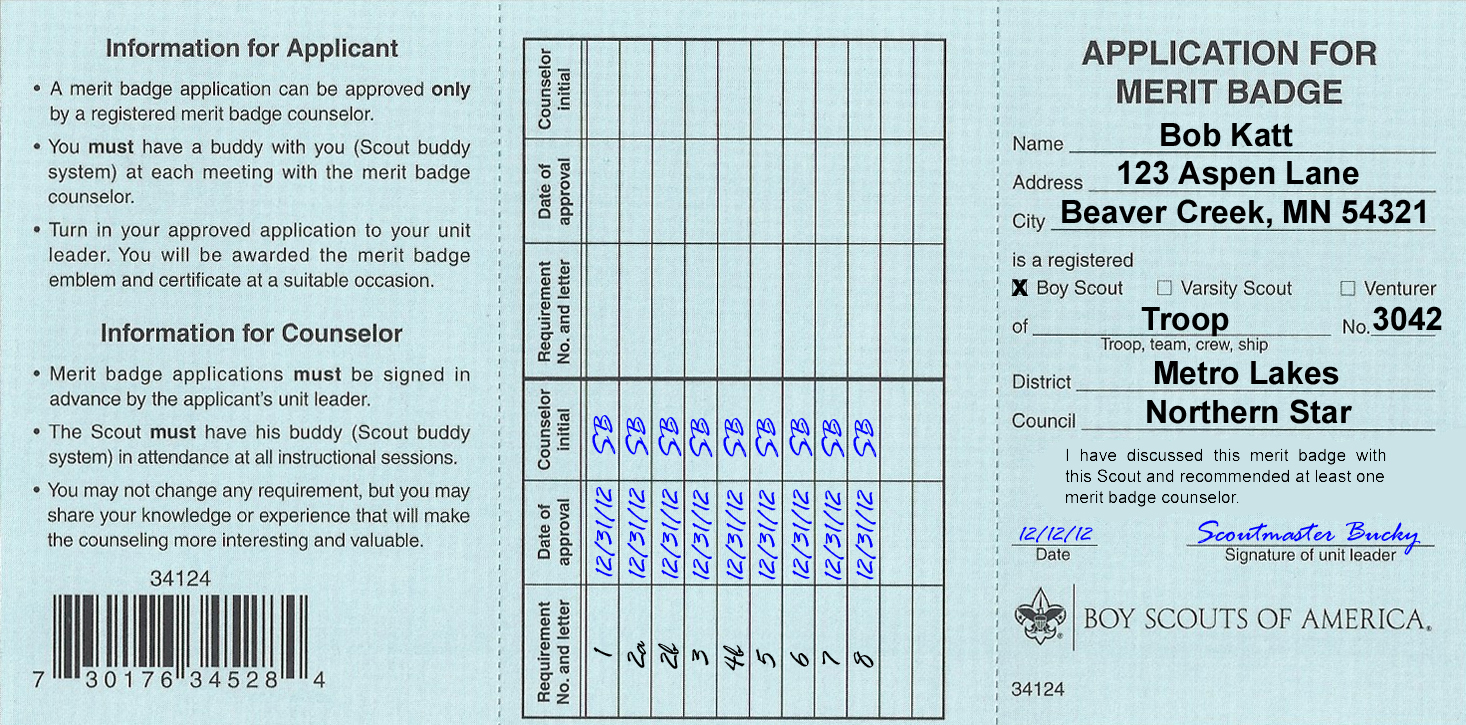 Information for Applicant
• A merit badge application can be approved only
by a registered merit badge counselor.
• You must have a buddy with you (Scout buddy
system) at each meeting with the merit badge
counselor.
• Turn in your approved application to your unit
leader. You will be awarded the merit badge
emblem and certificate at a suitable occasion.
Information for Counselor
• Merit badge applications must be signed in
advance by the applicant's unit leader.
• The Scout must have his buddy (Scout buddy
system) in attendance at all instructional sessions.
• You may not change any requirement, but you may
share your knowledge or experience that will make
the counseling more interesting and valuable.
34124
7 30176 34528 4
Requirement No. and letter Date of approval Counselor initial Requirement No. and letter Date of approval Counselor initial
1 12/31/12 SB
2a 12/31/12 SB
2b 12/31/12 SB
3 12/31/12 SB
4b 12/31/12 SB
5 12/31/12 SB
6 12/31/12 SB
7 12/31/12 SB
8 12/31/12 SB
APPLICATION FOR
MERIT BADGE
Name Bob Katt
Address 123 Aspen Lane
City Beaver Creek, MN 54321
is a registered
X Boy Scout □ Varsity Scout □ Venturer
of Troop No. 3042
Troop, team, crew, ship
District Metro Lakes
Council Northern Star
I have discussed this merit badge with
this Scout and recommended at least one
merit badge counselor.
12/12/12 Scoutmaster Bucky
Date Signature of unit leader
® BOY SCOUTS OF AMERICA®
34124